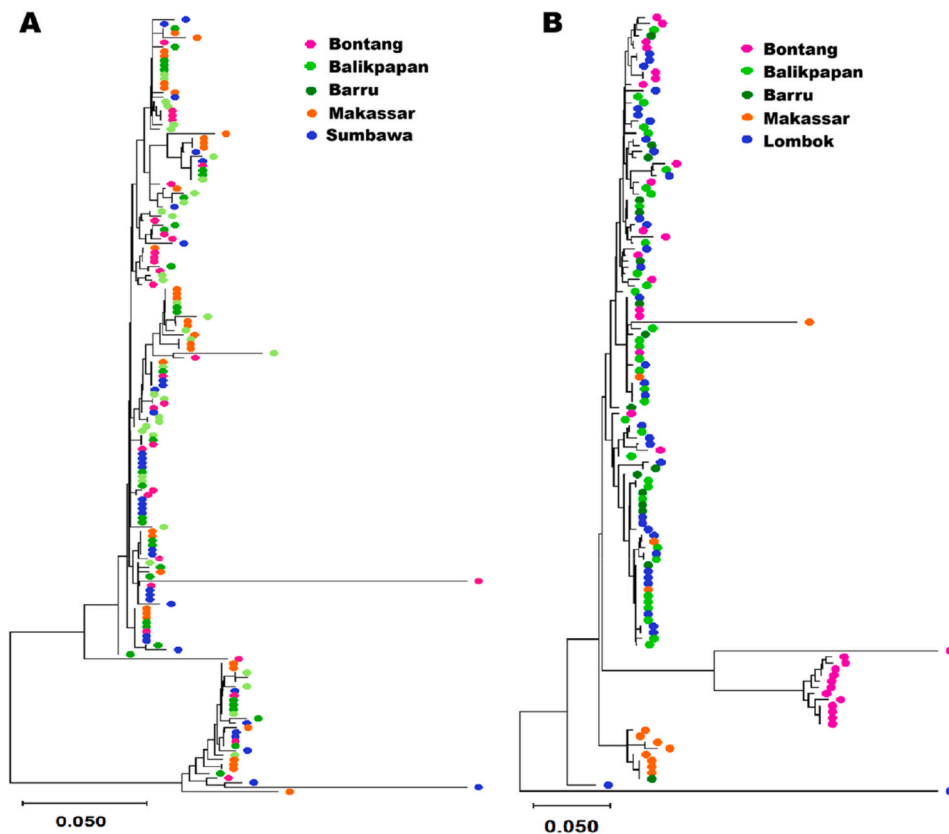 A
Bontang
Balikpapan
Barru
Makassar
Sumbawa
0.050
B
Bontang
Balikpapan
Barru
Makassar
Lombok
0.050